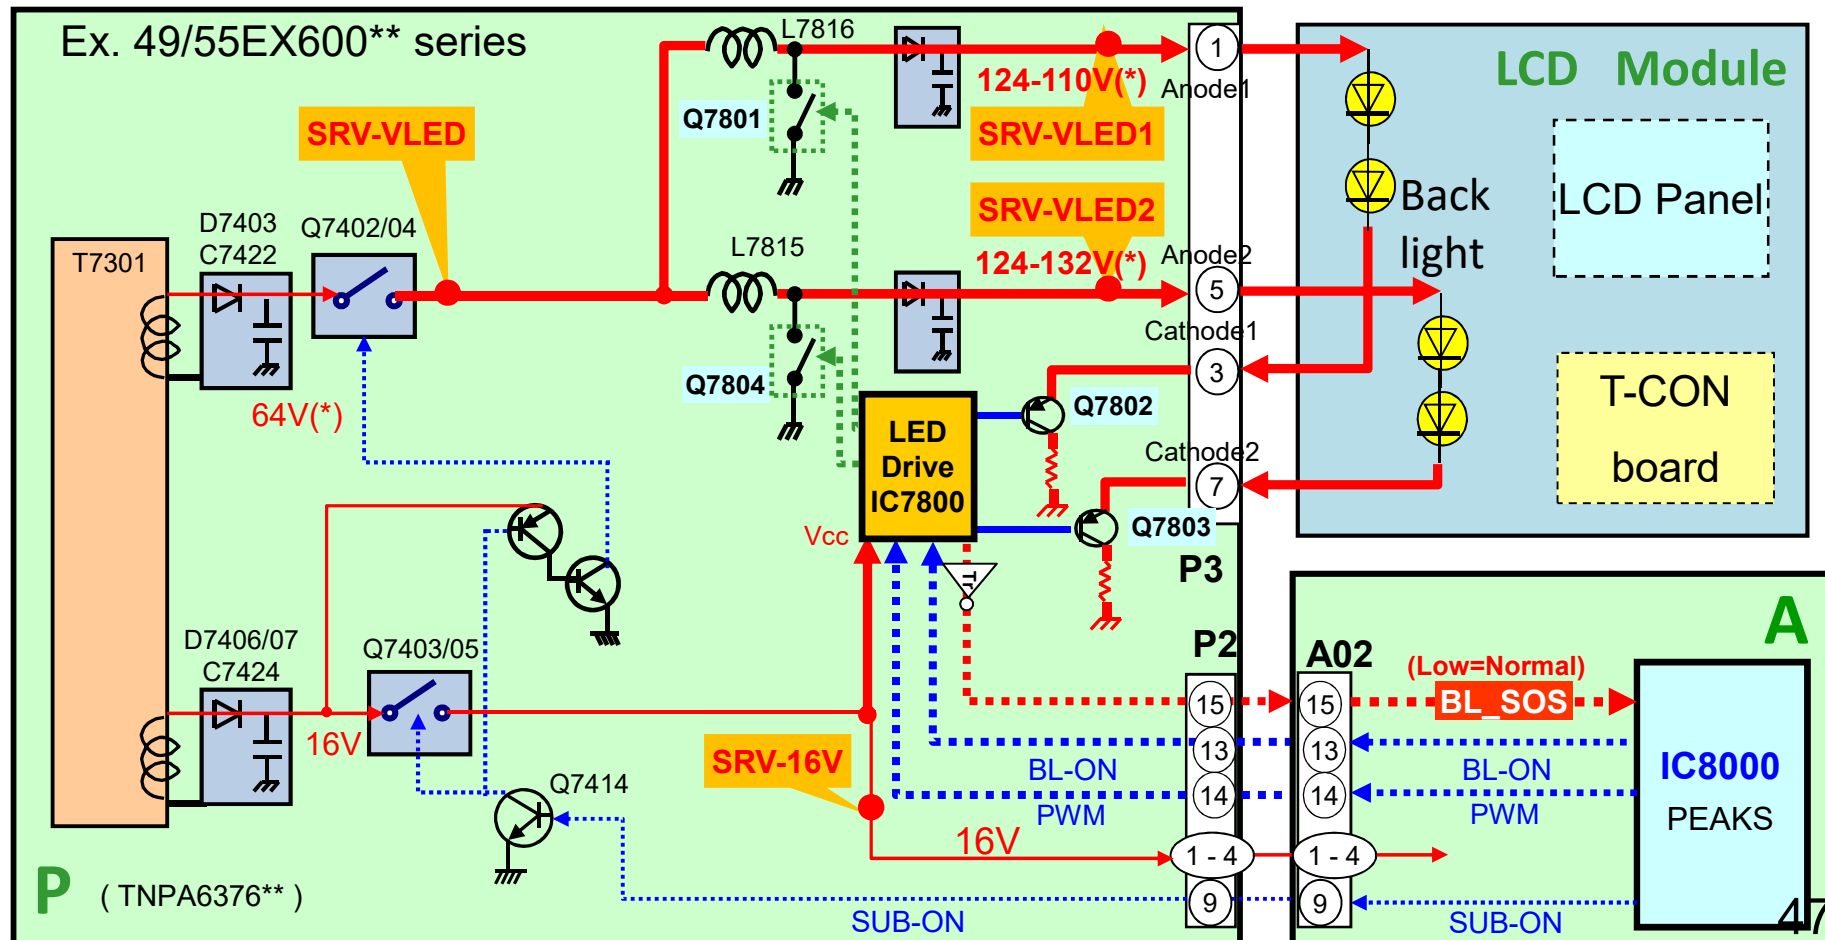 Ex. 49/55EX600** series
L7816
1
124-110V(*)
Anode1
LCD Module
Q7801
SRV-VLED
SRV-VLED1
LCD Panel
Back
light
SRV-VLED2
D7403
C7422
Q7402/04
L7815
124-132V(*)
Anode2
T7301
5
Cathode1
3
Q7804
64V(*)
Q7802
T-CON
board
LED
Drive
IC7800
Cathode2
7
Q7803
Vcc
Tr
P3
A
D7406/07
C7424
Q7403/05
P2
A02
(Low=Normal)
15
15
BL_SOS
16V
SRV-16V
13
13
BL-ON
BL-ON
IC8000
PEAKS
Q7414
14
14
PWM
PWM
16V
1 - 4
1 - 4
P
( TNPA6376** )
9
9
SUB-ON
SUB-ON
47